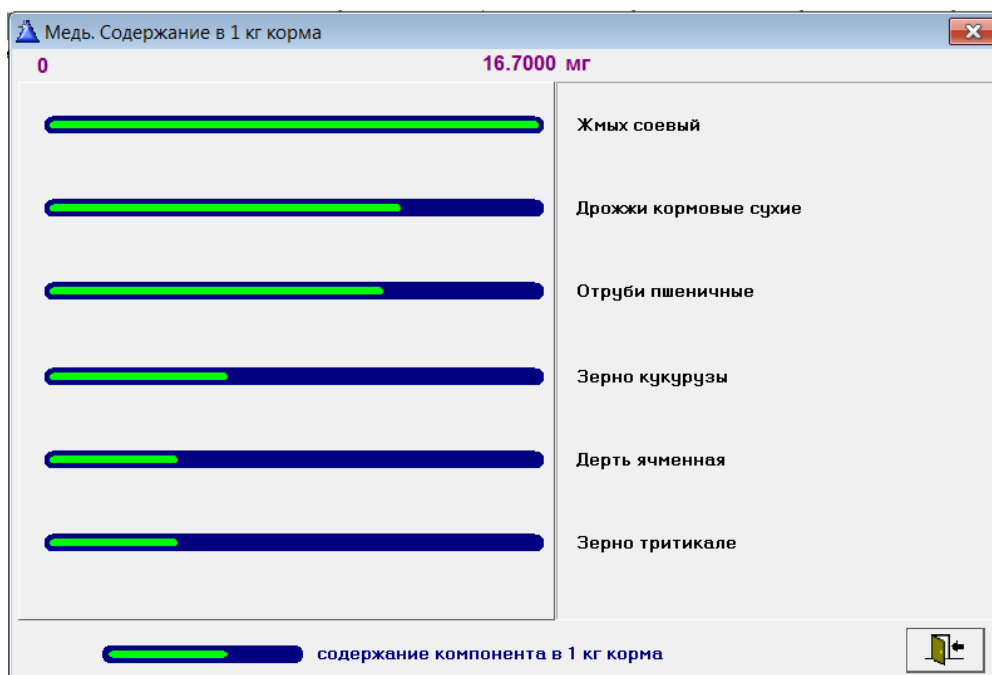 Медь. Содержание в 1 кг корма
0 16.7000 мг
Жмых соевый
Дрожжи кормовые сухие
Отруби пшеничные
Зерно кукурузы
Дерть ячменная
Зерно тритикале
содержание компонента в 1 кг корма